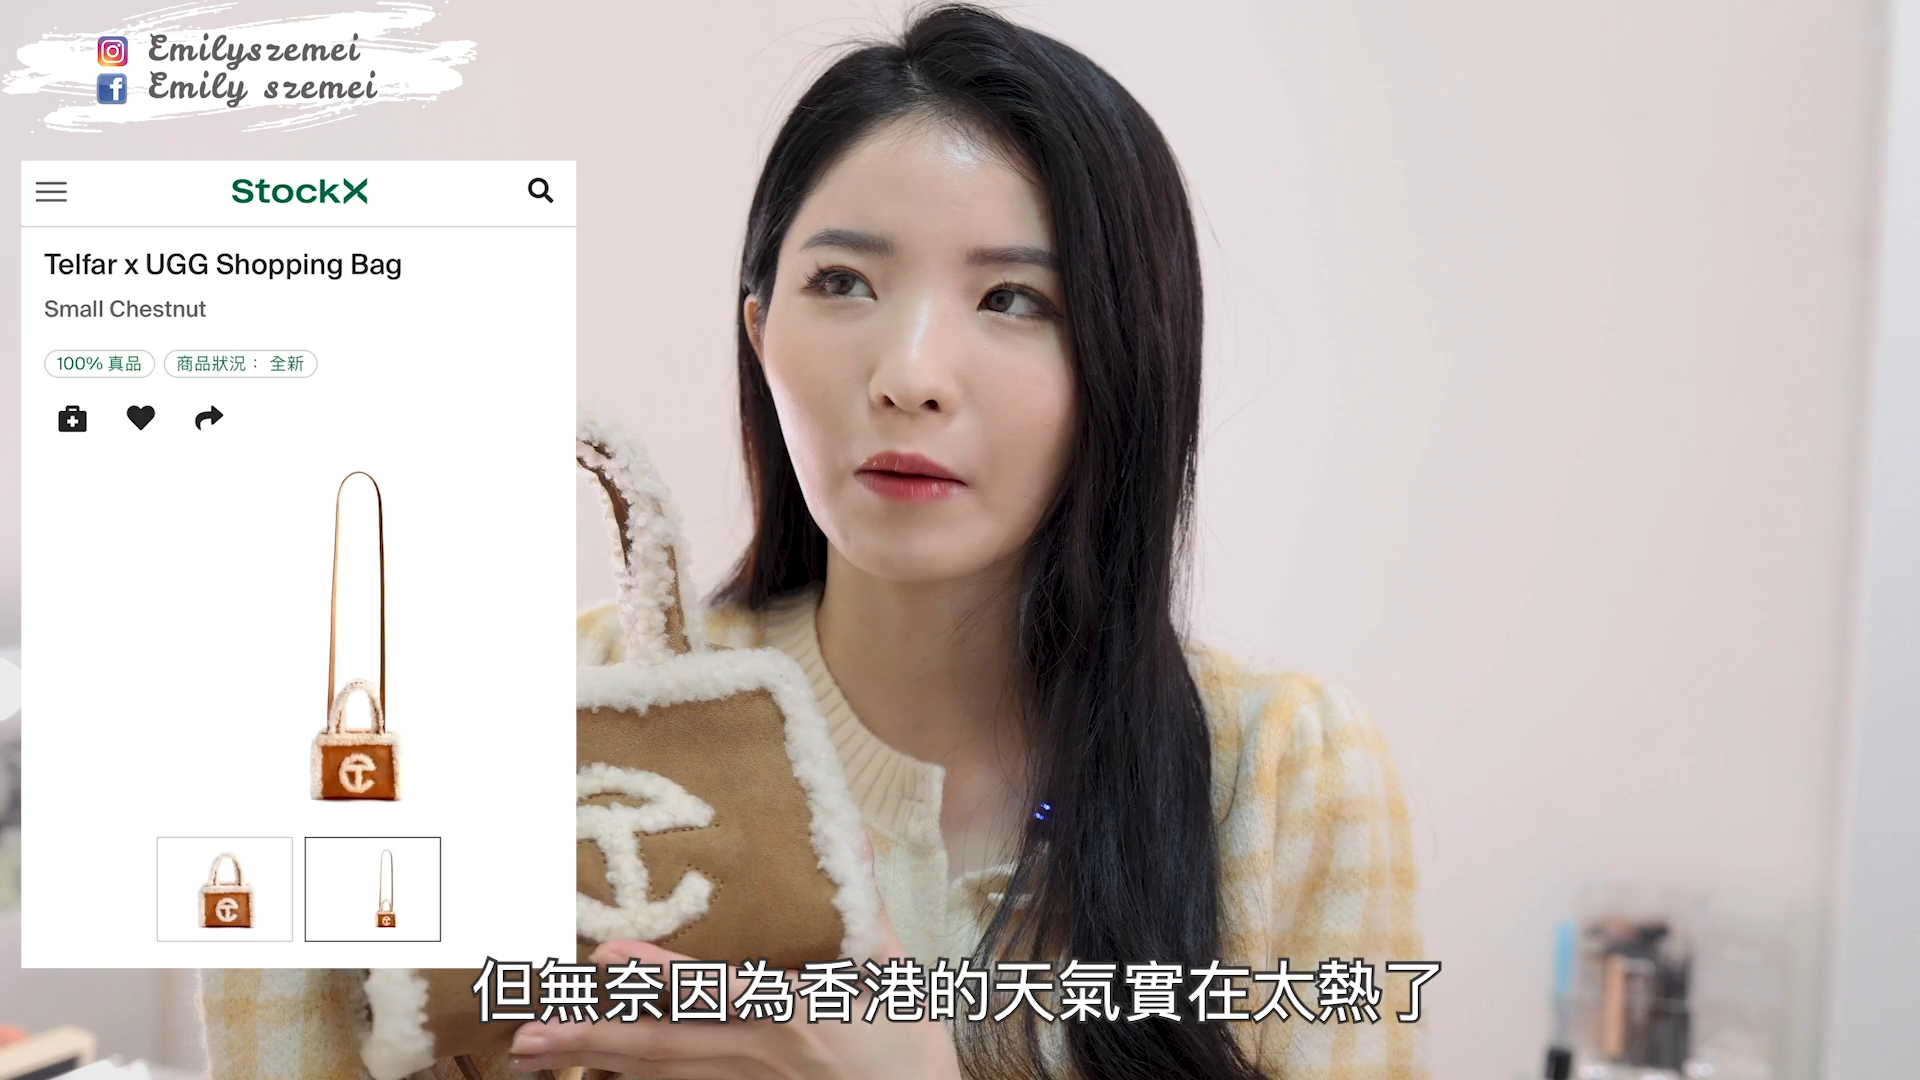 Emilyszemei
Emily szemei
StockX
Telfar x UGG Shopping Bag
Small Chestnut
100% 真品
商品狀況： 全新
但無奈因為香港的天氣實在太熱了